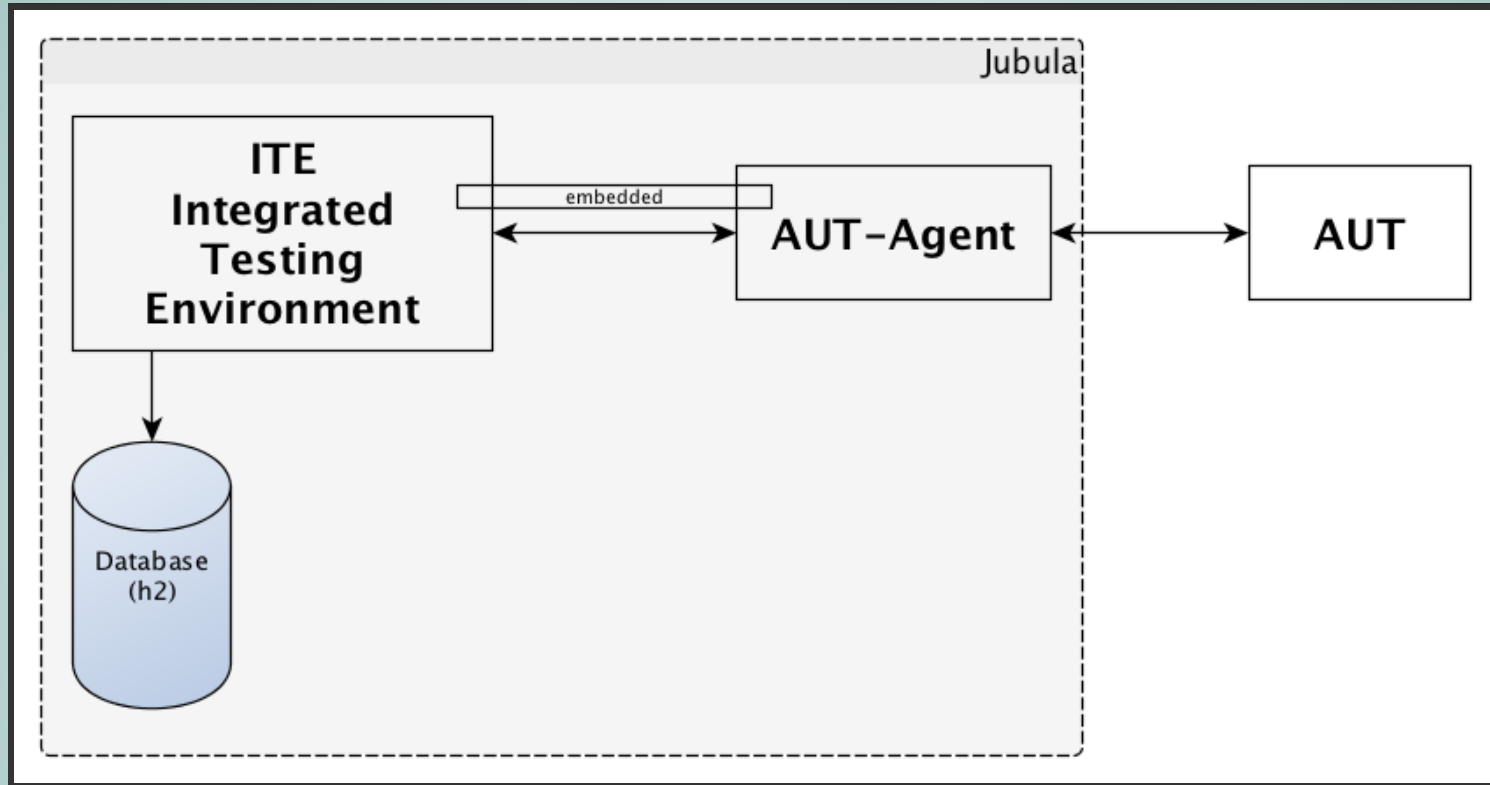 Jubula
ITE
Integrated
Testing
Environment
embedded
AUT-Agent
AUT
Database
(h2)